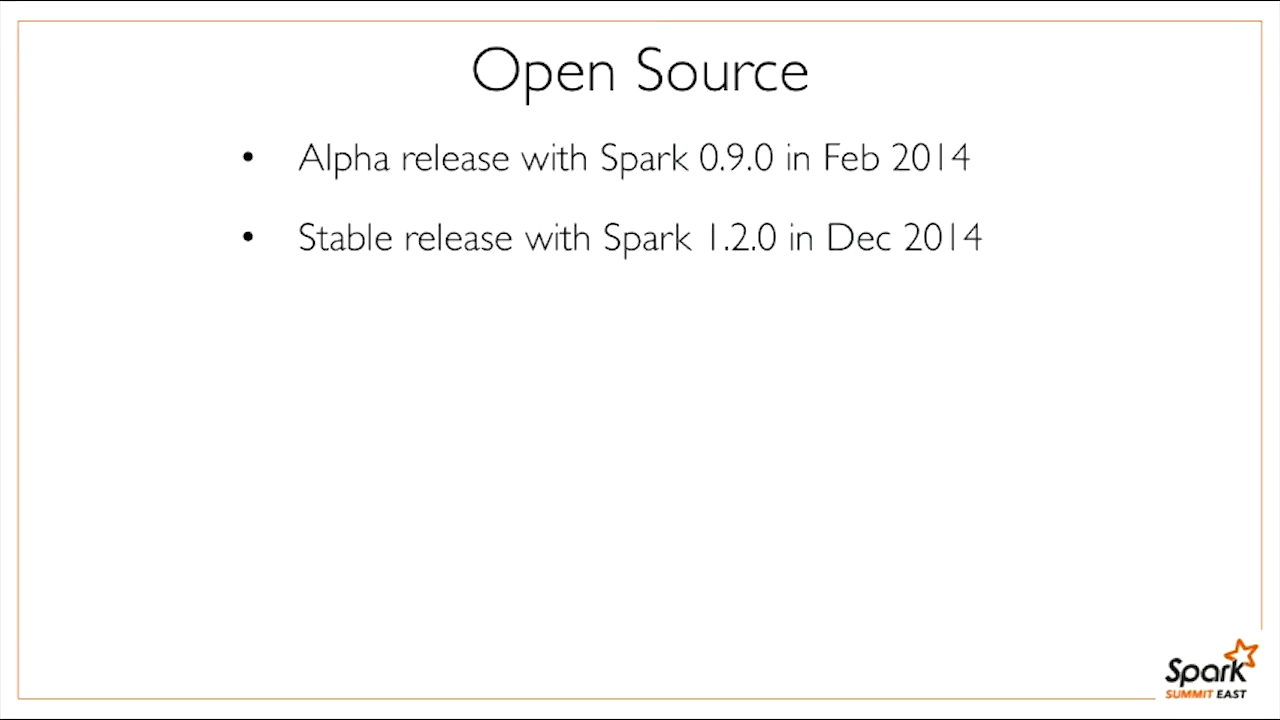 Open Source
• Alpha release with Spark 0.9.0 in Feb 2014
• Stable release with Spark 1.2.0 in Dec 2014
Spark
SUMMIT EAST